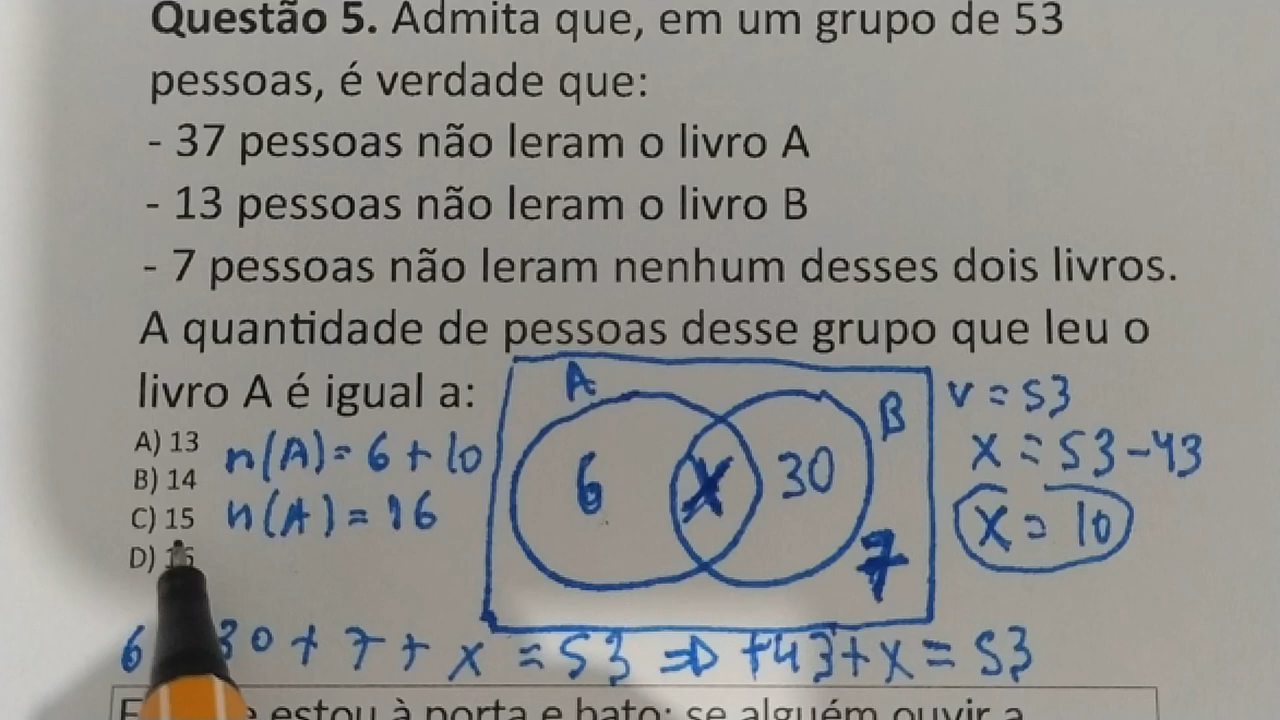 Questão 5. Admita que, em um grupo de 53
pessoas, é verdade que:
- 37 pessoas não leram o livro A
- 13 pessoas não leram o livro B
- 7 pessoas não leram nenhum desses dois livros.
A quantidade de pessoas desse grupo que leu o
livro A é igual a:
A) 13
B) 14
C) 15
D) 16
n(A) = 6 + 10
n(A) = 16
A
B
6
X
30
7
v = 53
X = 53-43
X = 10
6 30 + 7 + X = 53 => +43 + X = 53
estou à porta e bato; se alguém ouvir a